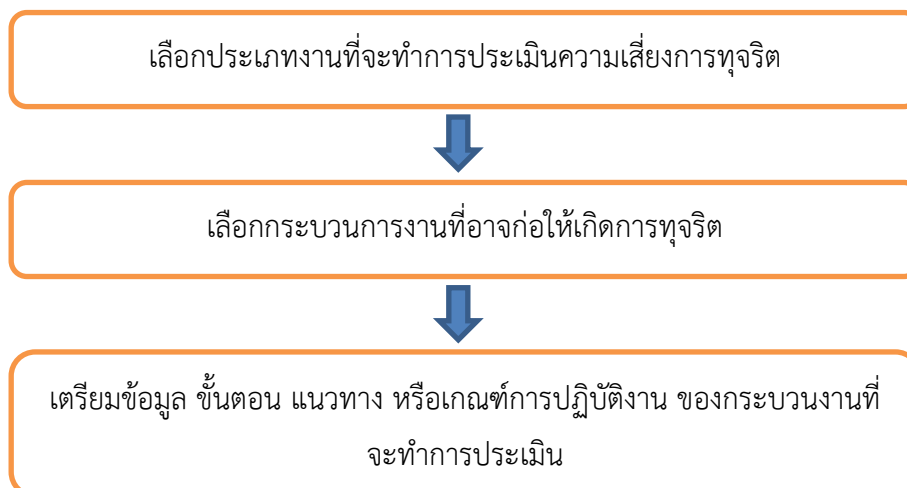 เลือกประเภทงานที่จะทำการประเมินความเสี่ยงการทุจริต
เลือกกระบวนการงานที่อาจก่อให้เกิดการทุจริต
เตรียมข้อมูล ขั้นตอน แนวทาง หรือเกณฑ์การปฏิบัติงาน ของกระบวนงานที่
จะทำการประเมิน